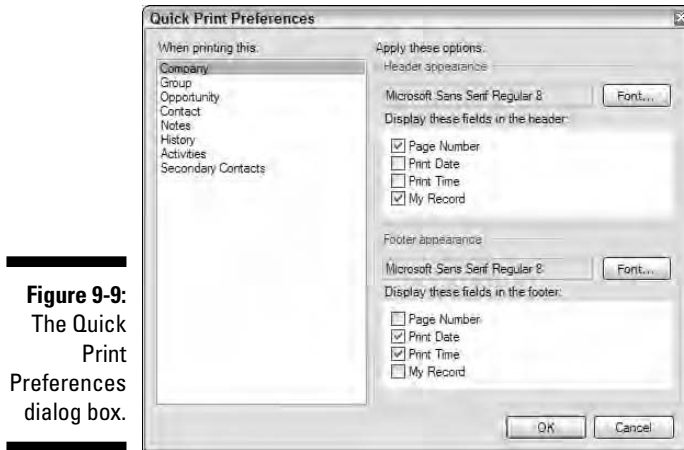 Quick Print Preferences
When printing this:
Company
Group
Opportunity
Contact
Notes
History
Activities
Secondary Contacts
Apply these options:
Header appearance
Microsoft Sans Serif Regular 8
Font...
Display these fields in the header:
Page Number
Print Date
Print Time
My Record
Footer appearance
Microsoft Sans Serif Regular 8
Font...
Display these fields in the footer:
Page Number
Print Date
Print Time
My Record
OK
Cancel
Figure 9-9:
The Quick
Print
Preferences
dialog box.